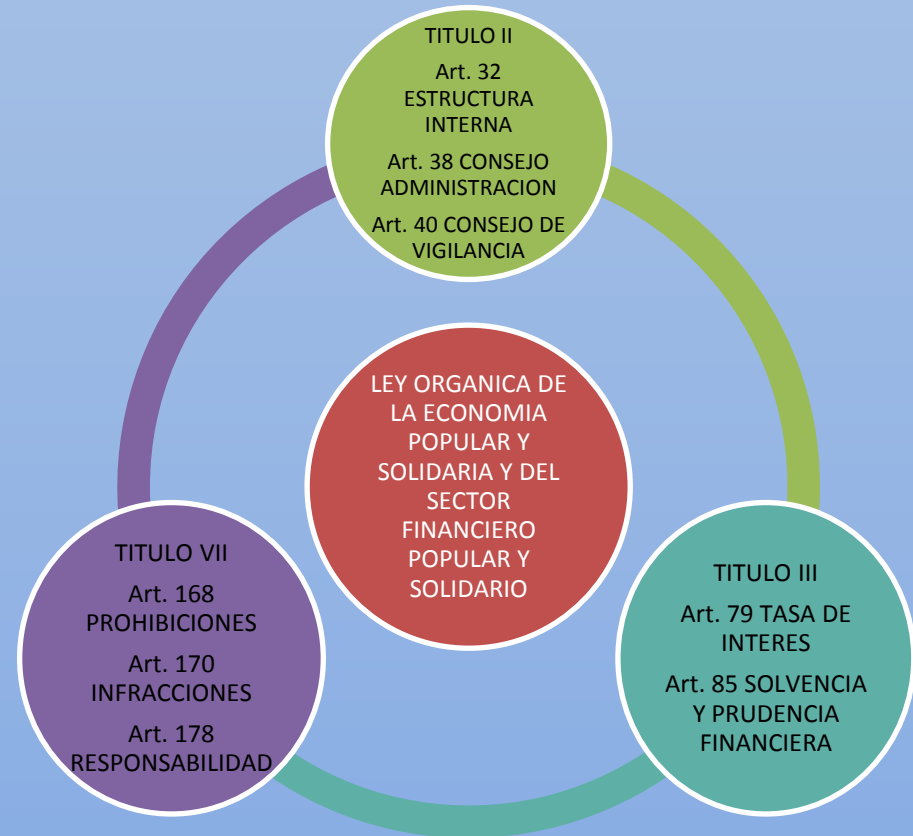 TITULO II
Art. 32
ESTRUCTURA
INTERNA
Art. 38 CONSEJO
ADMINISTRACION
Art. 40 CONSEJO DE
VIGILANCIA
LEY ORGANICA DE
LA ECONOMIA
POPULAR Y
SOLIDARIA Y DEL
SECTOR
FINANCIERO
POPULAR Y
SOLIDARIO
TITULO VII
Art. 168
PROHIBICIONES
Art. 170
INFRACCIONES
Art. 178
RESPONSABILIDAD
TITULO III
Art. 79 TASA DE
INTERES
Art. 85 SOLVENCIA
Y PRUDENCIA
FINANCIERA